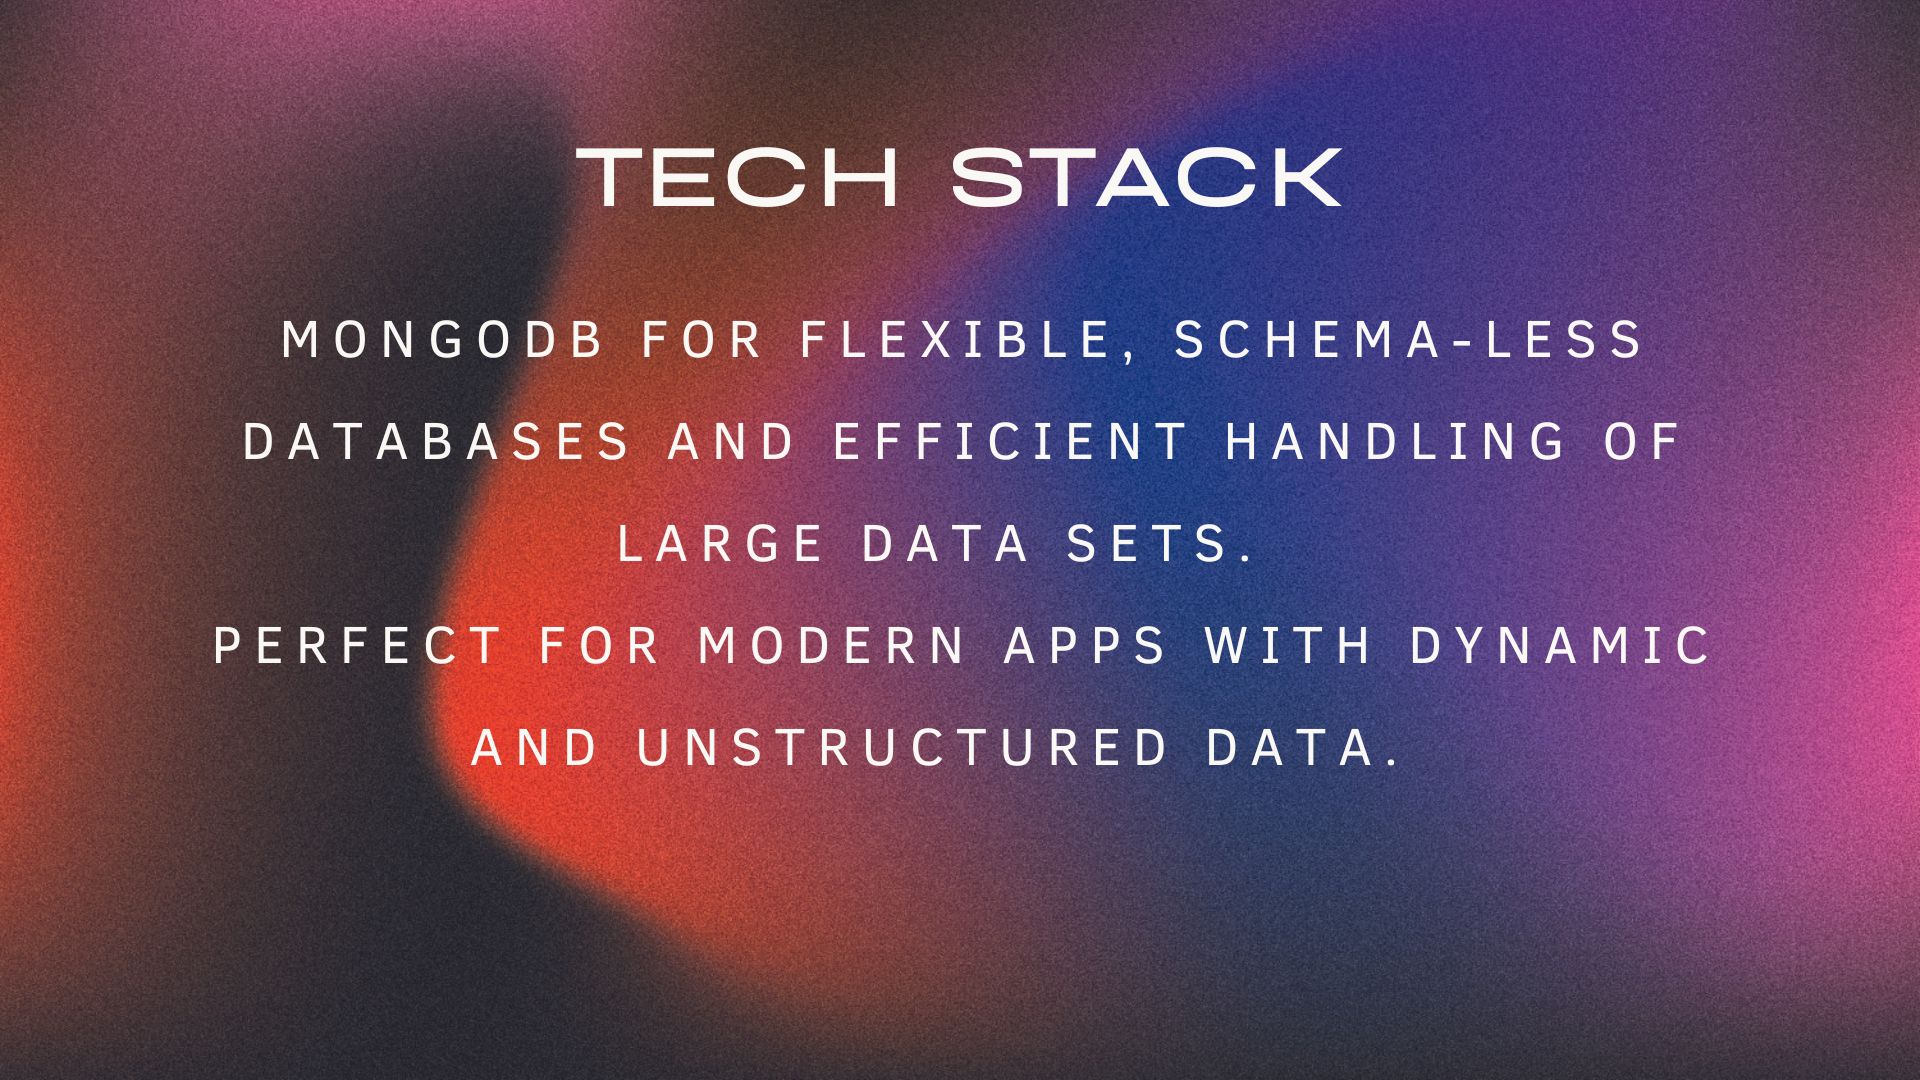 TECH STACK
MONGODB FOR FLEXIBLE, SCHEMA-LESS
DATABASES AND EFFICIENT HANDLING OF
LARGE DATA SETS.
PERFECT FOR MODERN APPS WITH DYNAMIC
AND UNSTRUCTURED DATA.